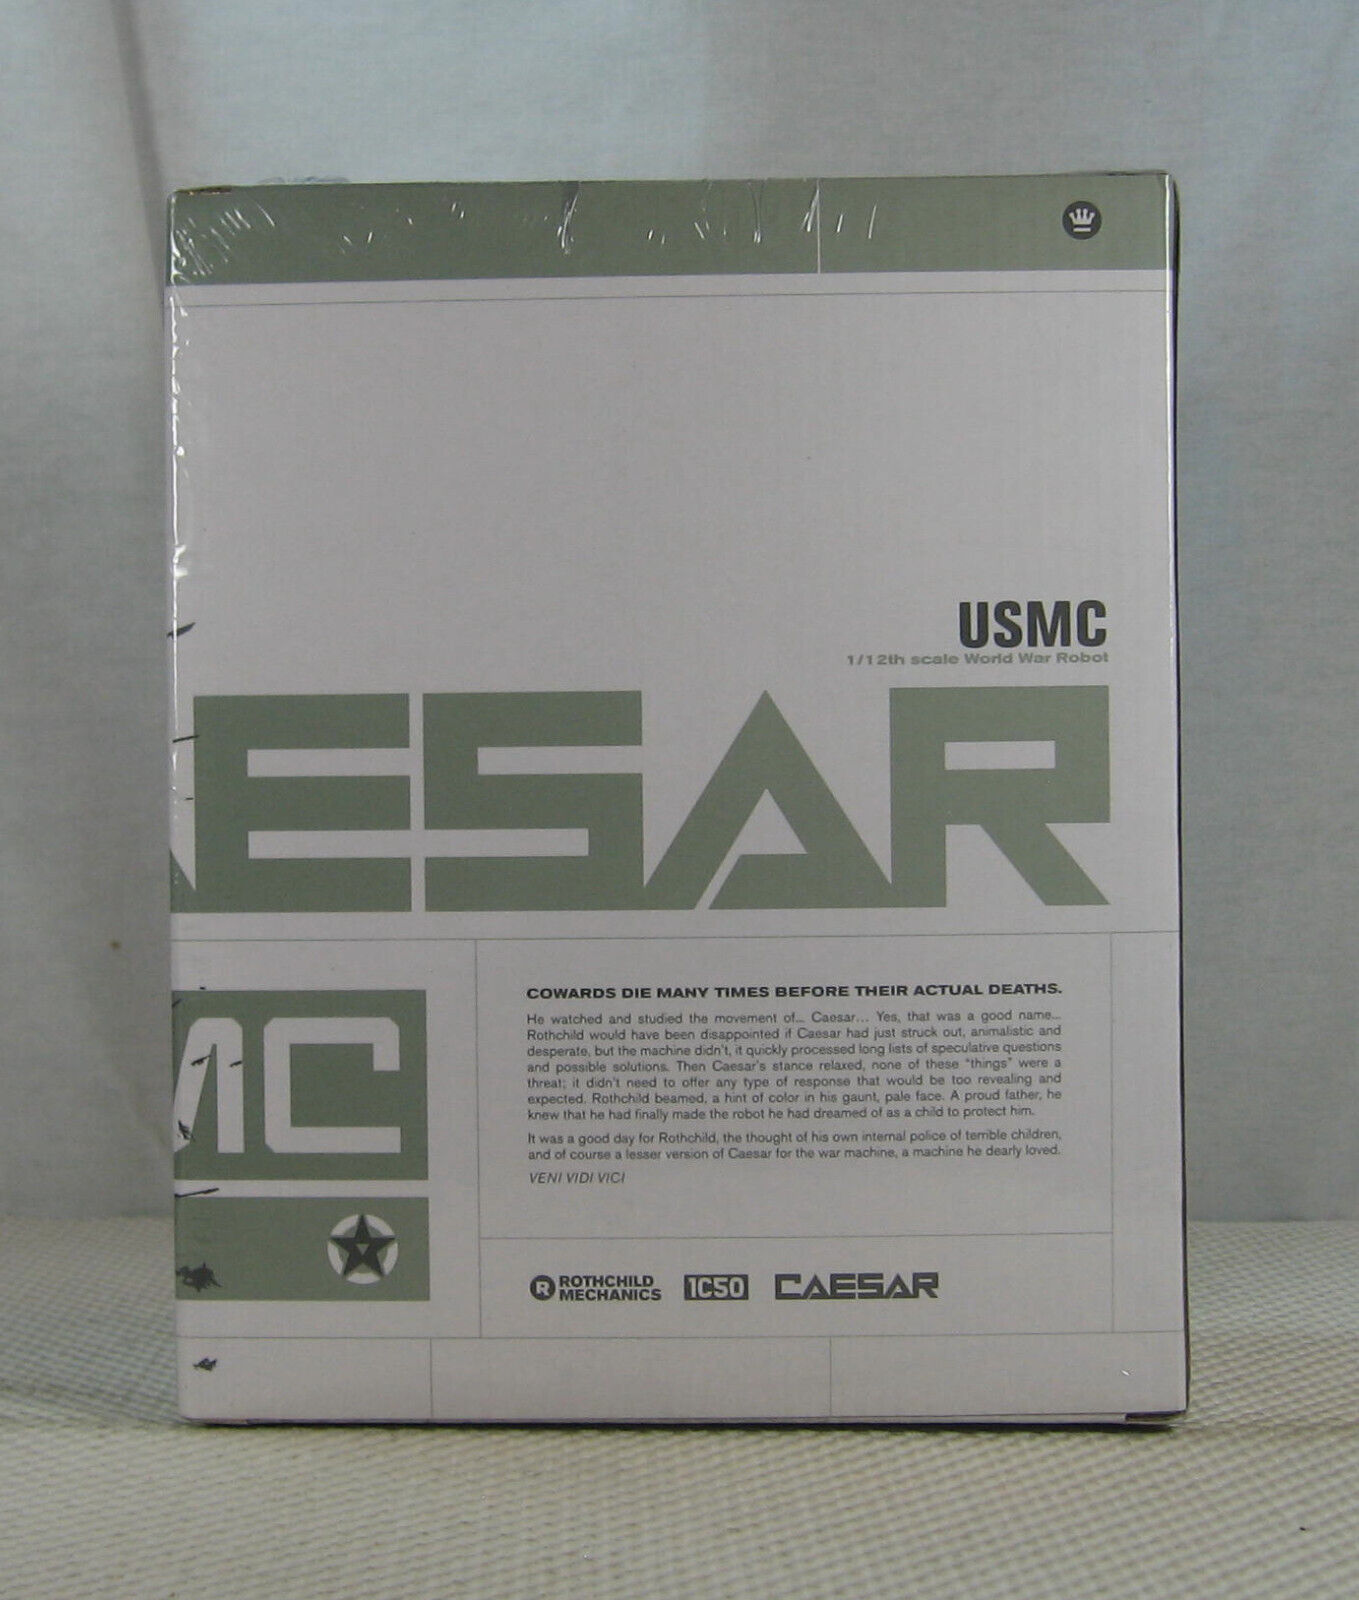 USMC
1/12th scale World War Robot
AESAR
MC
COWARDS DIE MANY TIMES BEFORE THEIR ACTUAL DEATHS.
He watched and studied the movement of... Caesar... Yes, that was a good name...
Rothchild would have been disappointed if Caesar had just struck out, animalistic and
desperate, but the machine didn't, it quickly processed long lists of speculative questions
and possible solutions. Then Caesar's stance relaxed, none of these "things" were a
threat; it didn't need to offer any type of response that would be too revealing and
expected. Rothchild beamed, a hint of color in his gaunt, pale face. A proud father, he
knew that he had finally made the robot he had dreamed of as a child to protect him.
It was a good day for Rothchild, the thought of his own internal police of terrible children,
and of course a lesser version of Caesar for the war machine, a machine he dearly loved.
VENI VIDI VICI
R ROTHCHILD
MECHANICS
1C50
CAESAR